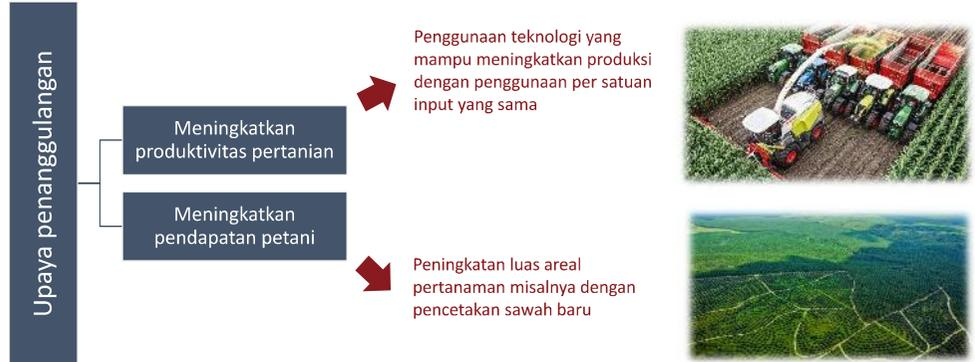 Upaya penanggulangan
Meningkatkan
produktivitas pertanian
Meningkatkan
pendapatan petani
Penggunaan teknologi yang
mampu meningkatkan produksi
dengan penggunaan per satuan
input yang sama
Peningkatan luas areal
pertanaman misalnya dengan
pencetakan sawah baru